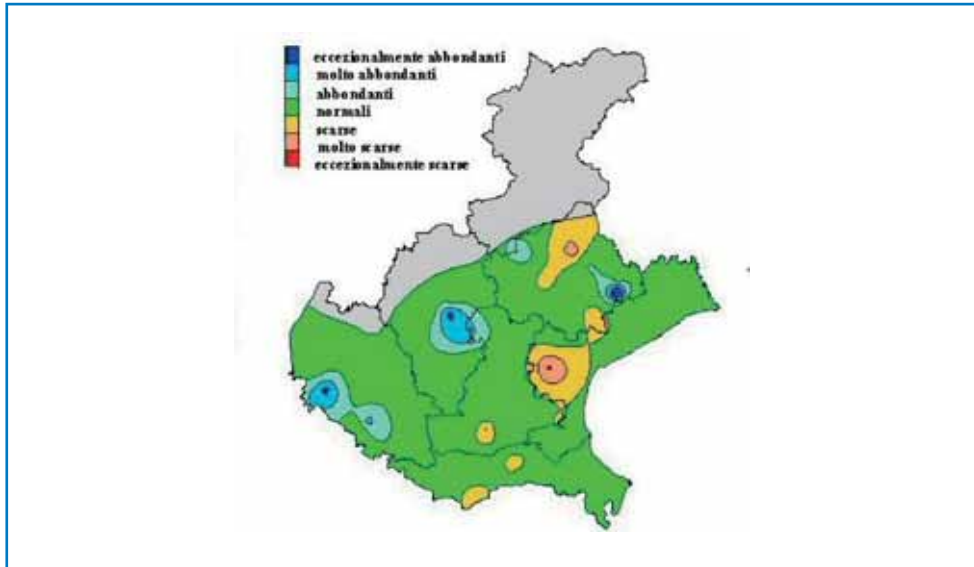 eccezionalmente abbondanti
molto abbondanti
abbondanti
normali
scarse
molto scarse
eccezionalmente scarse